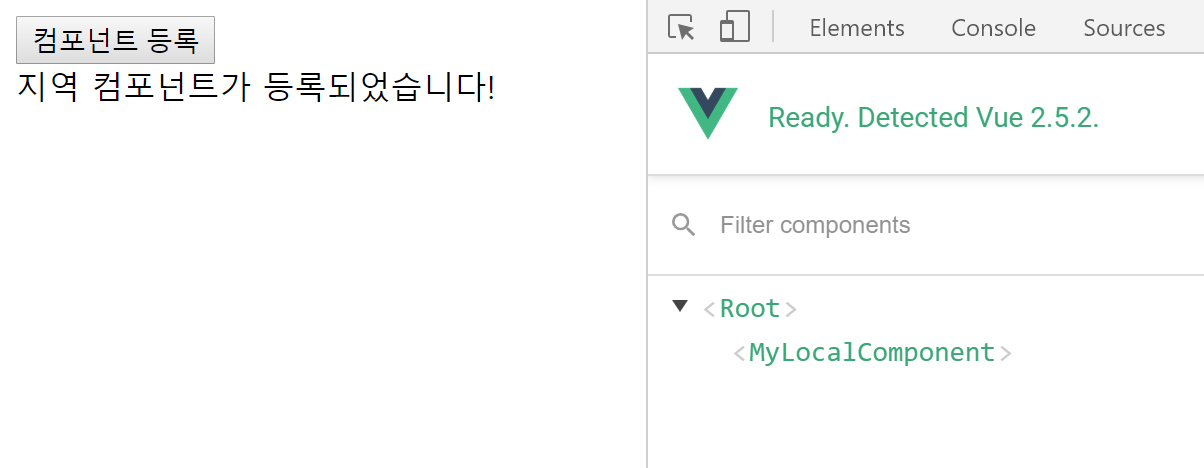 컴포넌트 등록
지역 컴포넌트가 등록되었습니다!
Elements Console Sources
Ready. Detected Vue 2.5.2.
Filter components
<Root>
<MyLocalComponent>